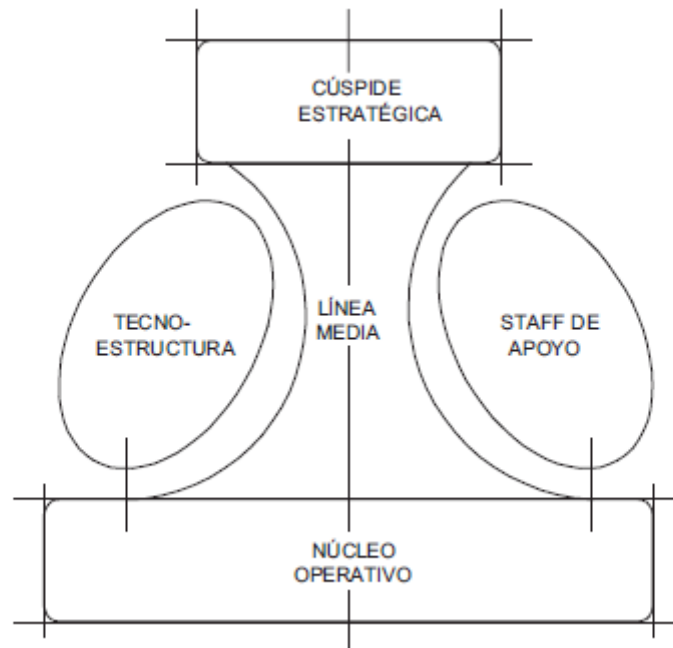 CÚSPIDE
ESTRATÉGICA
TECNO-
ESTRUCTURA
LÍNEA
MEDIA
STAFF DE
APOYO
NÚCLEO
OPERATIVO